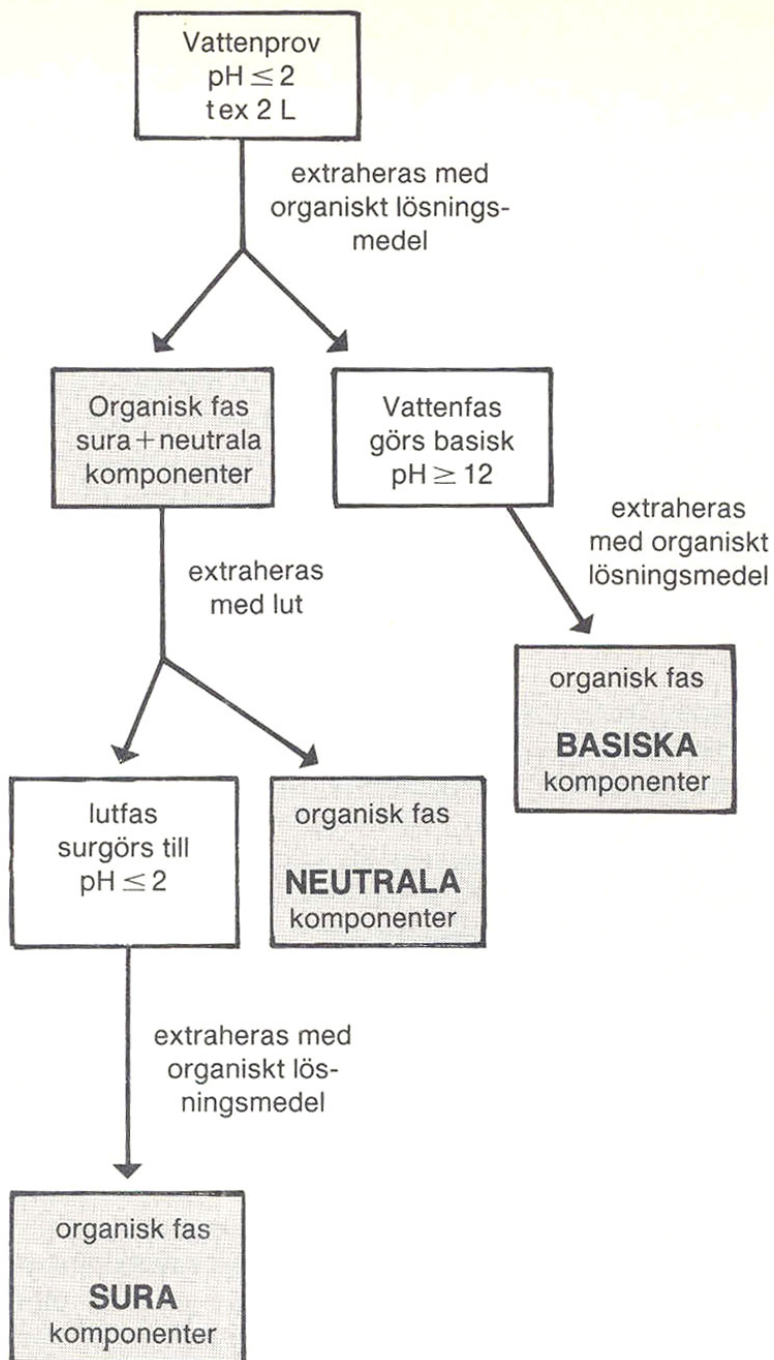 Vattenprov
pH ≤ 2
tex 2 L
extraheras med
organiskt lösnings-
medel
Organisk fas
sura+neutrala
komponenter
Vattenfas
görs basisk
pH ≥ 12
extraheras
med organiskt
lösningsmedel
extraheras
med lut
organisk fas
BASISKA
komponenter
lutfas
surgörs till
pH ≤ 2
organisk fas
NEUTRALA
komponenter
extraheras med
organiskt lös-
ningsmedel
organisk fas
SURA
komponenter